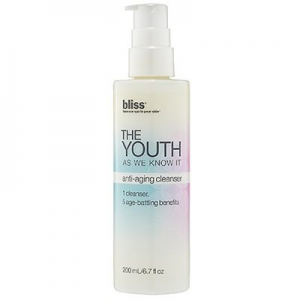 bliss®
THE
YOUTH
AS WE KNOW IT
anti-aging cleanser
1 cleanser,
5 age-battling benefits
200 mL/6.7 fl oz